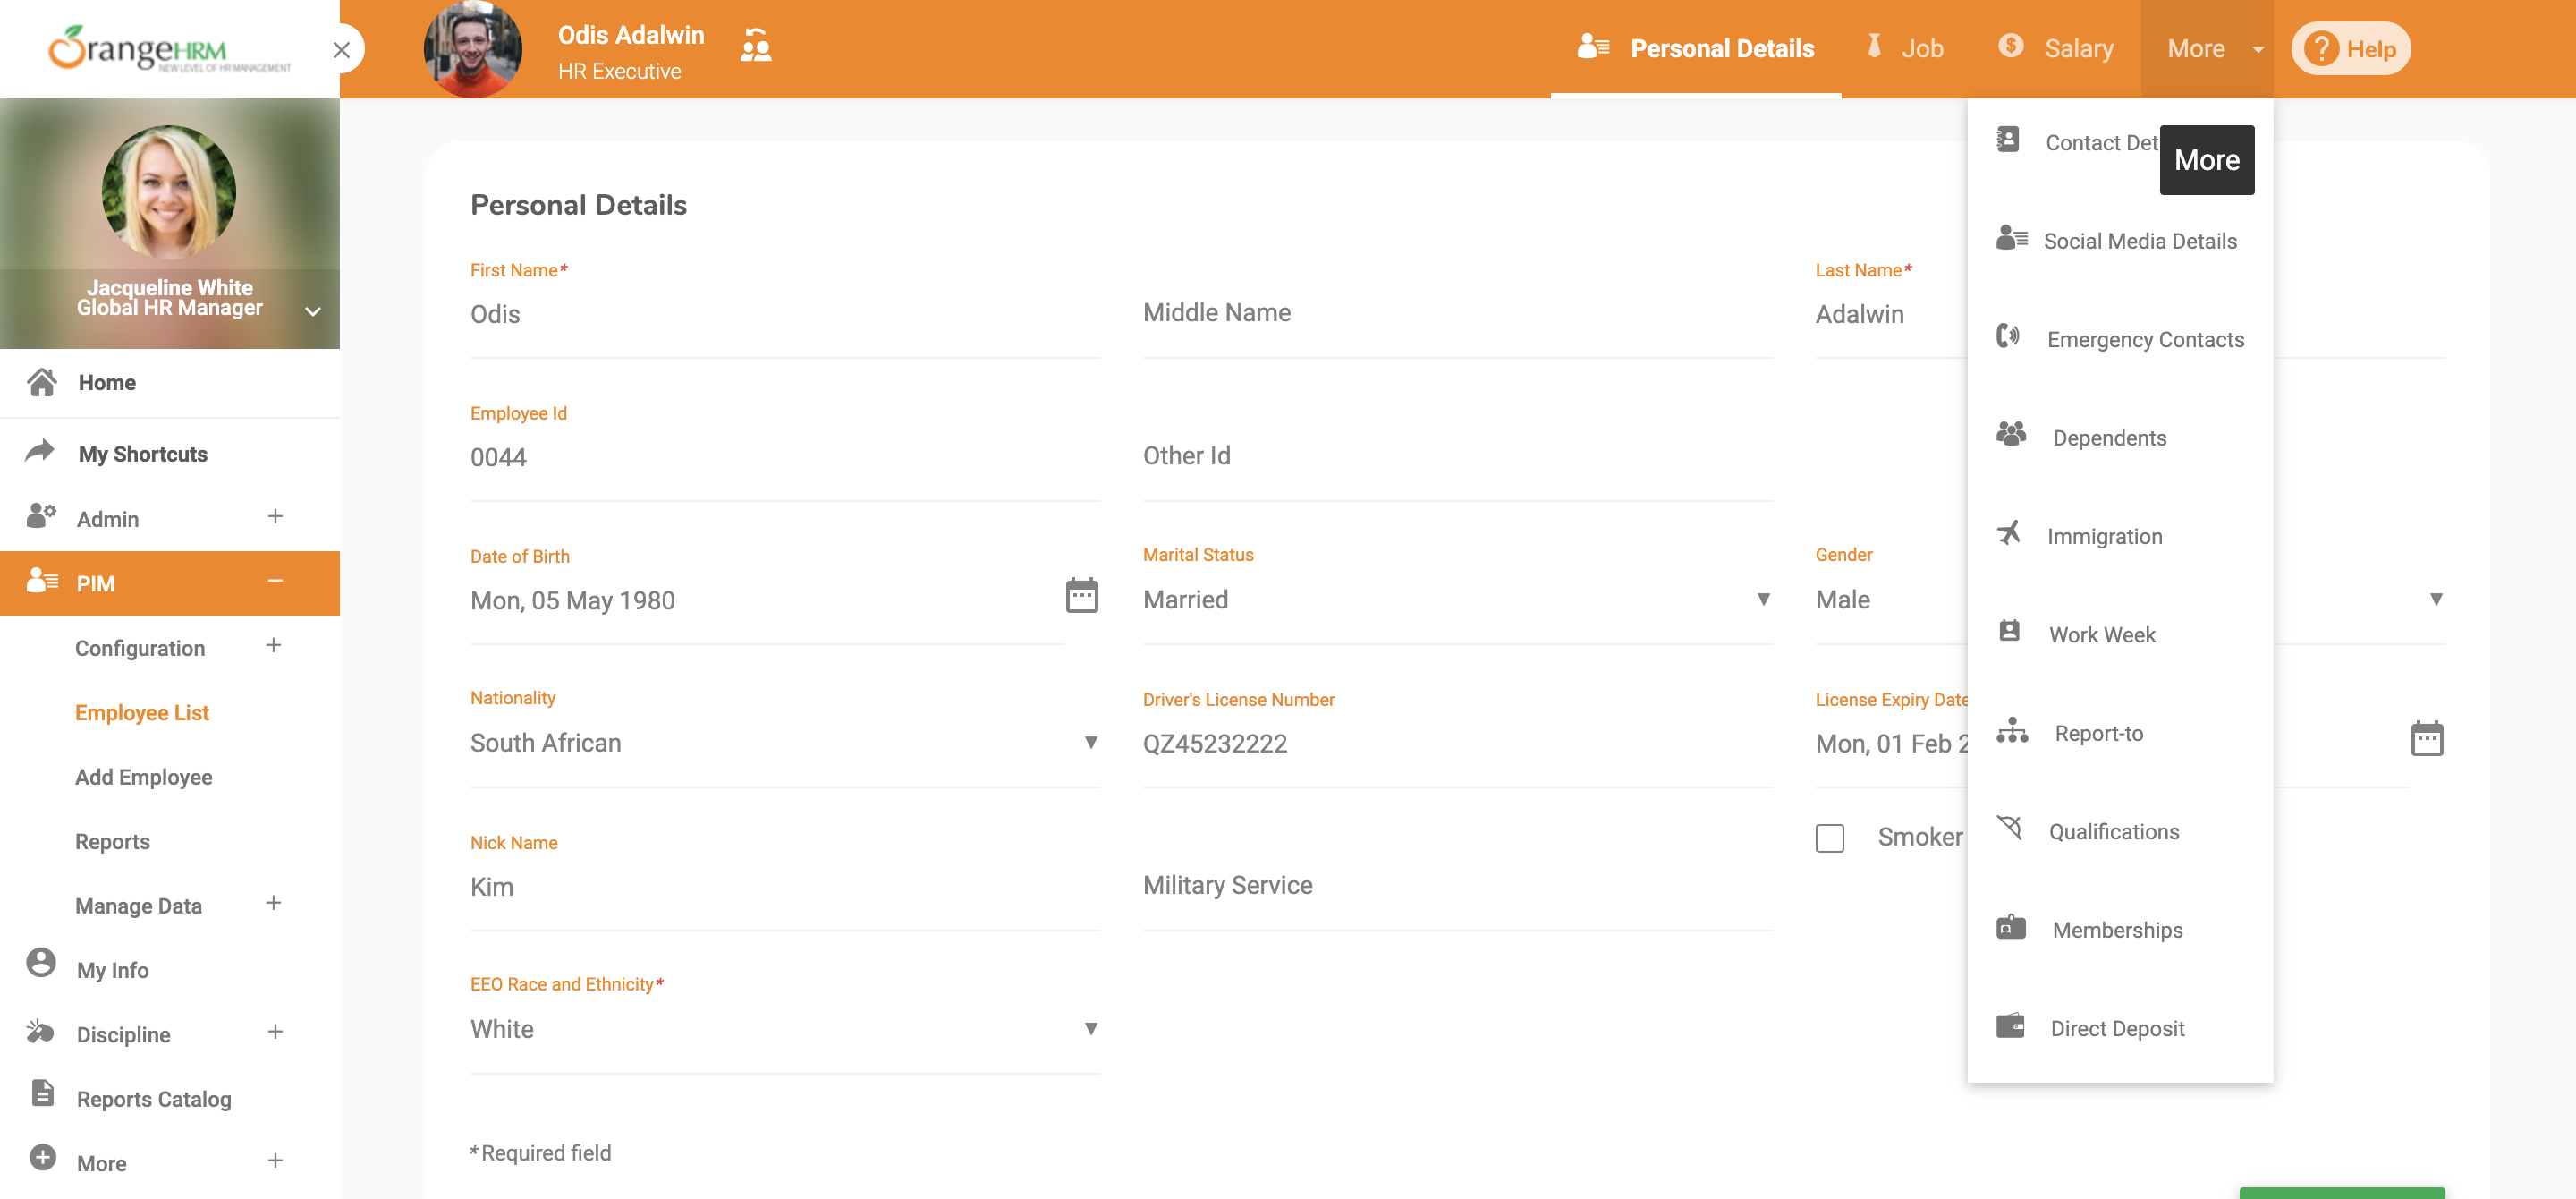 OrangeHRM
NEW LEVEL OF HR MANAGEMENT
Odis Adalwin
HR Executive
Personal Details
Job
Salary
More
Help
Jacqueline White
Global HR Manager
Home
My Shortcuts
Admin
PIM
Configuration
Employee List
Add Employee
Reports
Manage Data
My Info
Discipline
Reports Catalog
More
Personal Details
First Name*
Odis
Middle Name
Last Name*
Adalwin
Employee Id
0044
Other Id
Date of Birth
Mon, 05 May 1980
Marital Status
Married
Gender
Male
Nationality
South African
Driver's License Number
QZ45232222
License Expiry Date
Mon, 01 Feb 2
Nick Name
Kim
Military Service
Smoker
EEO Race and Ethnicity*
White
* Required field
Contact Det
More
Social Media Details
Emergency Contacts
Dependents
Immigration
Work Week
Report-to
Qualifications
Memberships
Direct Deposit